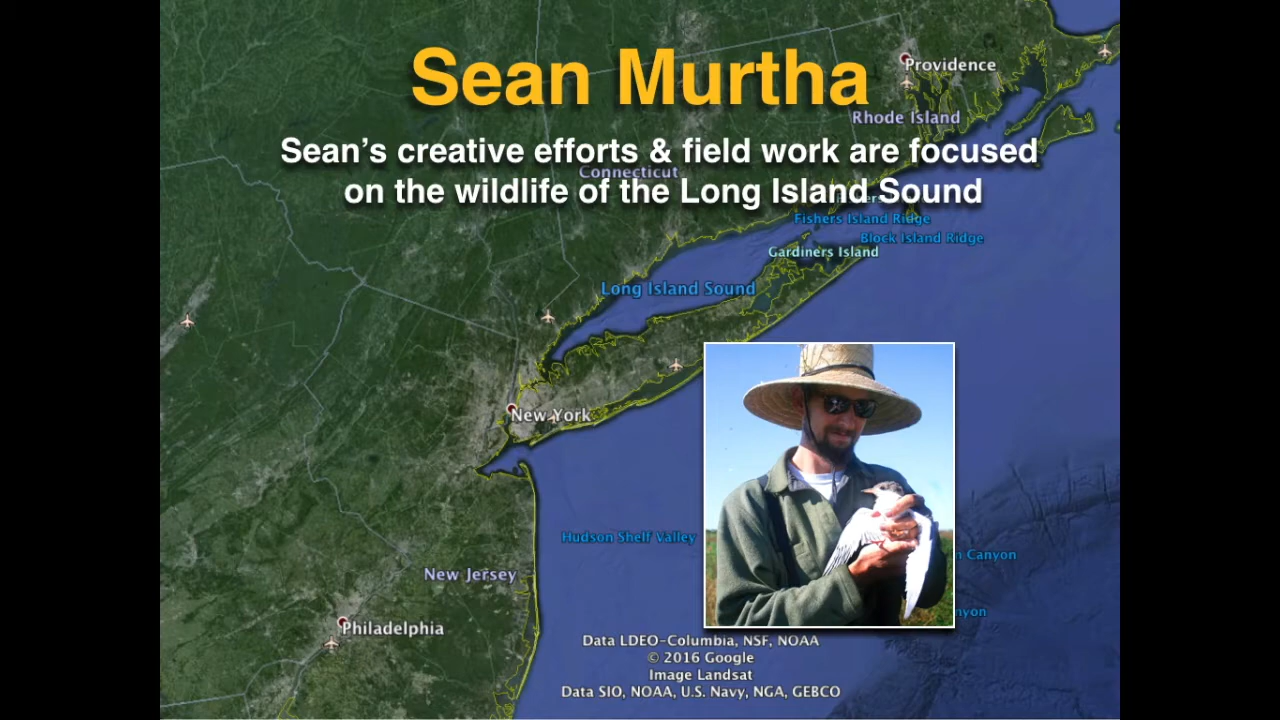 Sean Murtha
Providence
Rhode Island
Sean's creative efforts & field work are focused
Connecticut
on the wildlife of the Long Island Sound
Fishers Island Ridge
Block Island Ridge
Gardiners Island
Long Island Sound
New York
Hudson Shelf Valley
Canyon
New Jersey
Philadelphia
Data LDEO-Columbia, NSF, NOAA
© 2016 Google
Image Landsat
Data SIO, NOAA, U.S. Navy, NGA, GEBCO